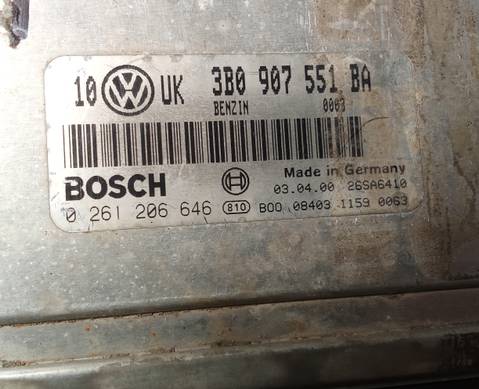 10 VW UK 3B0 907 551 BA
BENZIN 0003
BOSCH
Made in Germany
03.04.00 26SA6410
0 261 206 646 810 B00 08403 1159 0063